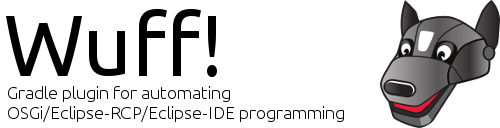 Wuff!
Gradle plugin for automating
OSGi/Eclipse-RCP/Eclipse-IDE programming